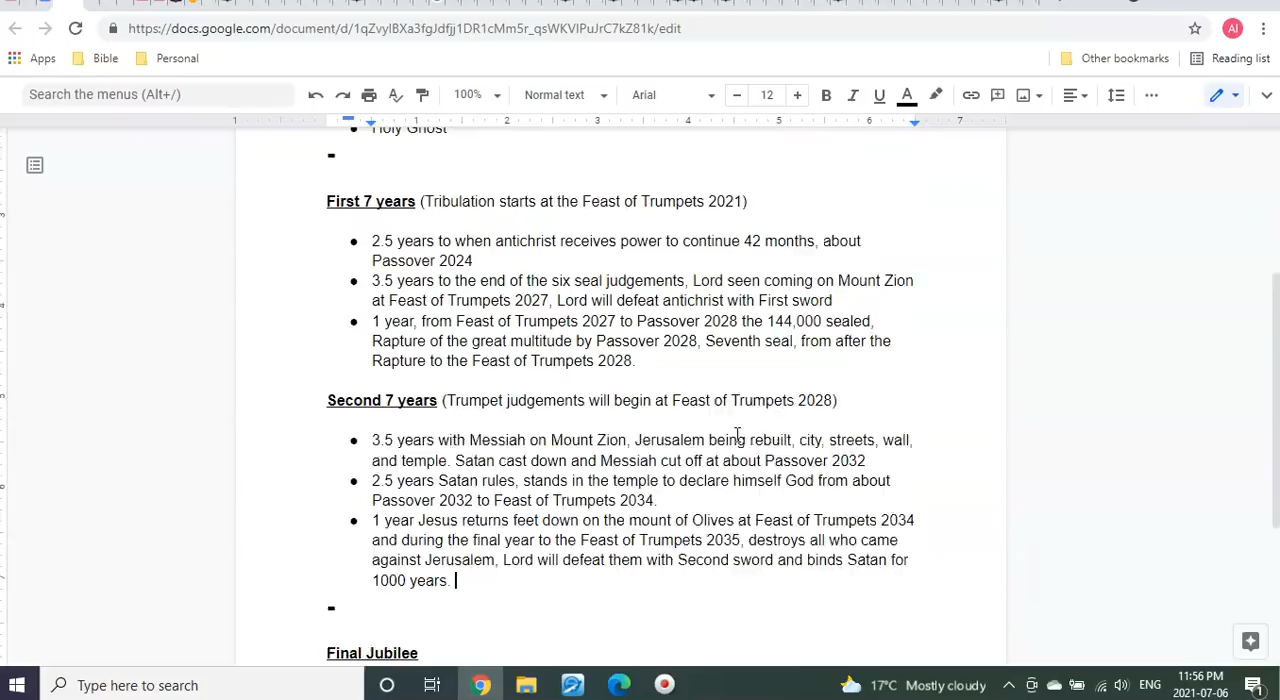 https://docs.google.com/document/d/1qZvylBXa3fgJdfjj1DR1cMm5r_qsWKVlPuJrC7kZ81k/edit
AI
Apps Bible Personal Other bookmarks Reading list
Search the menus (Alt+/) 100% Normal text Arial 12 B I U A
1 1 2 3 4 5 6 7
Holy Ghost
-
First 7 years (Tribulation starts at the Feast of Trumpets 2021)
2.5 years to when antichrist receives power to continue 42 months, about
Passover 2024
3.5 years to the end of the six seal judgements, Lord seen coming on Mount Zion
at Feast of Trumpets 2027, Lord will defeat antichrist with First sword
1 year, from Feast of Trumpets 2027 to Passover 2028 the 144,000 sealed,
Rapture of the great multitude by Passover 2028, Seventh seal, from after the
Rapture to the Feast of Trumpets 2028.
Second 7 years (Trumpet judgements will begin at Feast of Trumpets 2028)
3.5 years with Messiah on Mount Zion, Jerusalem being rebuilt, city, streets, wall,
and temple. Satan cast down and Messiah cut off at about Passover 2032
2.5 years Satan rules, stands in the temple to declare himself God from about
Passover 2032 to Feast of Trumpets 2034.
1 year Jesus returns feet down on the mount of Olives at Feast of Trumpets 2034
and during the final year to the Feast of Trumpets 2035, destroys all who came
against Jerusalem, Lord will defeat them with Second sword and binds Satan for
1000 years.
-
Final Jubilee
Type here to search 17°C Mostly cloudy ENG 11:56 PM
2021-07-06